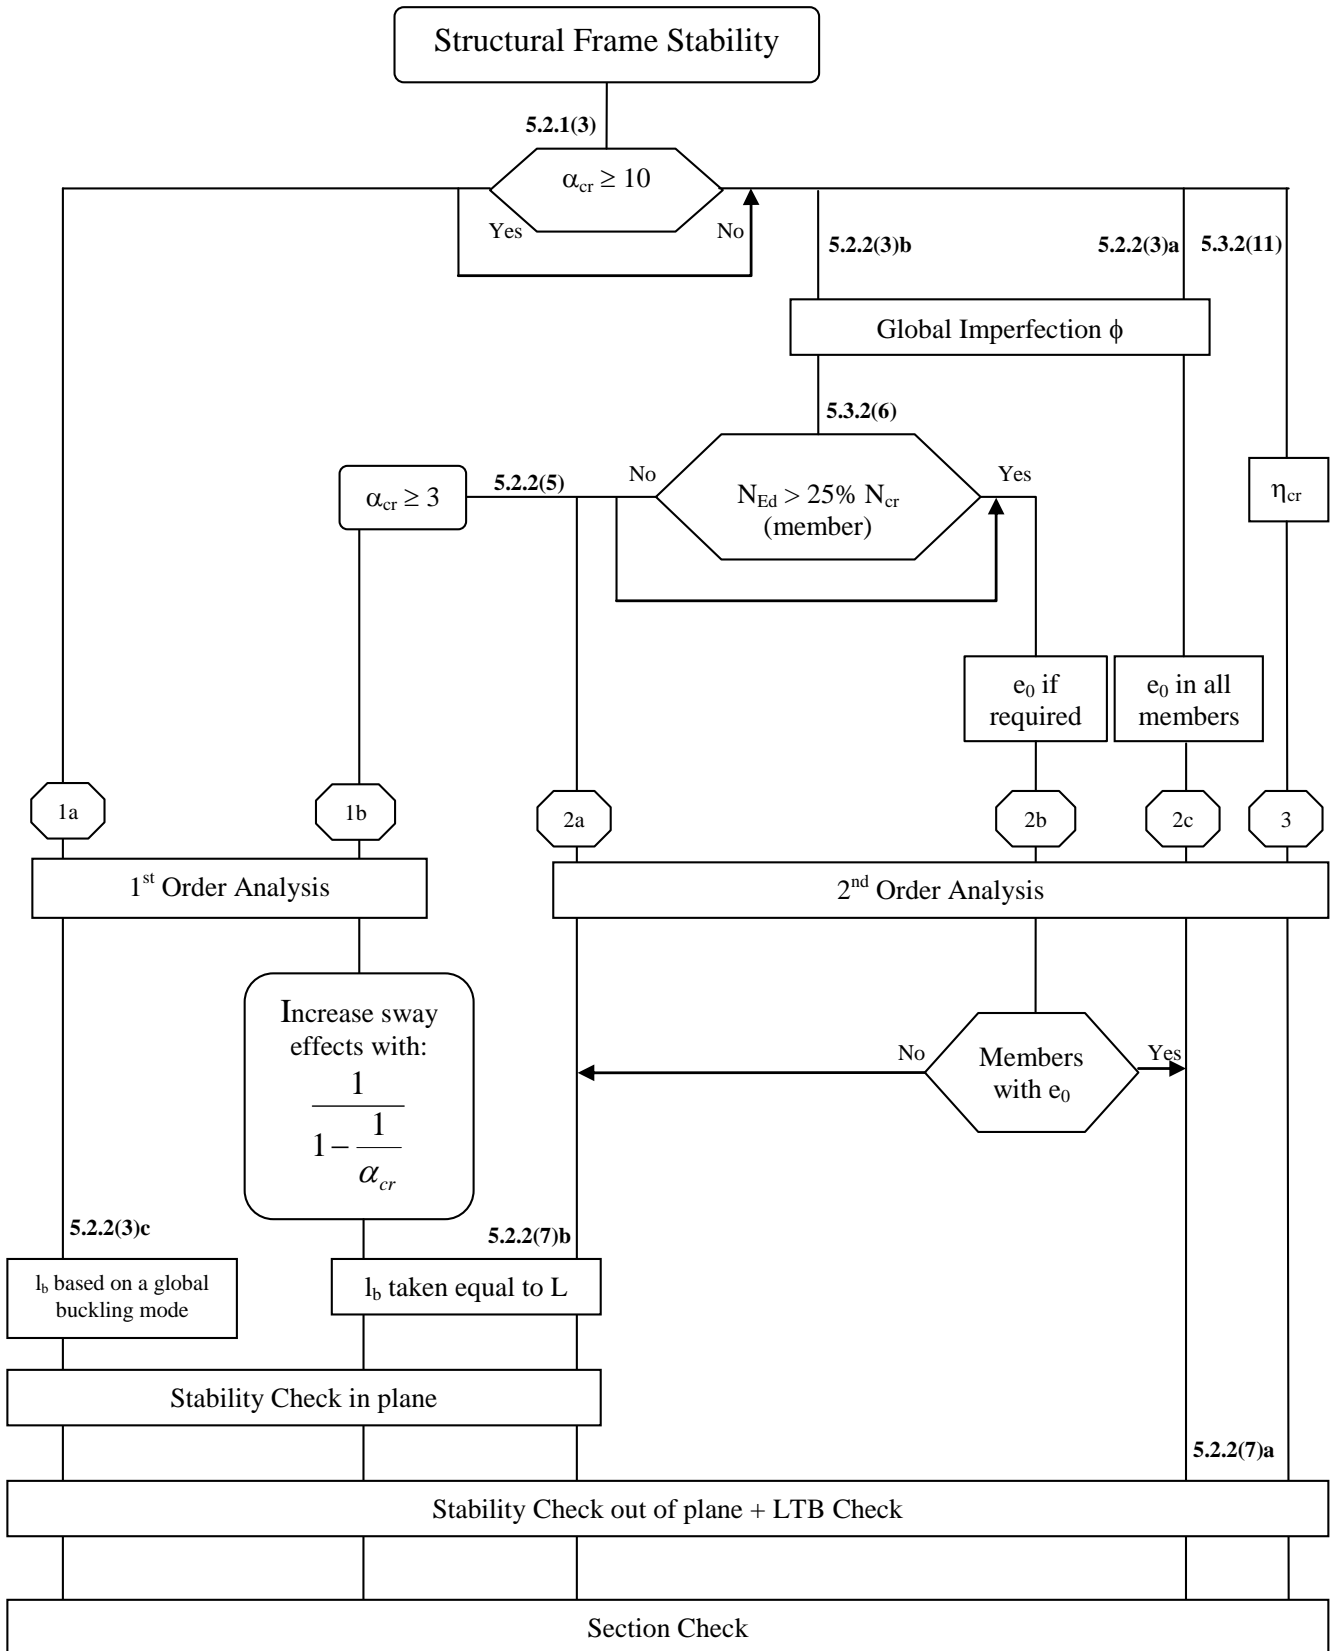 Structural Frame Stability
5.2.1(3)
αcr ≥ 10
Yes
No
5.2.2(3)b
5.2.2(3)a
5.3.2(11)
Global Imperfection ϕ
5.3.2(6)
αcr ≥ 3
5.2.2(5)
No
NEd > 25% Ncr
(member)
Yes
ηcr
e0 if
required
e0 in all
members
1a
1b
2a
2b
2c
3
1st Order Analysis
2nd Order Analysis
Increase sway
effects with:
1
1 − 1
αcr
No
Members
with e0
Yes
5.2.2(3)c
5.2.2(7)b
lb based on a global
buckling mode
lb taken equal to L
Stability Check in plane
5.2.2(7)a
Stability Check out of plane + LTB Check
Section Check